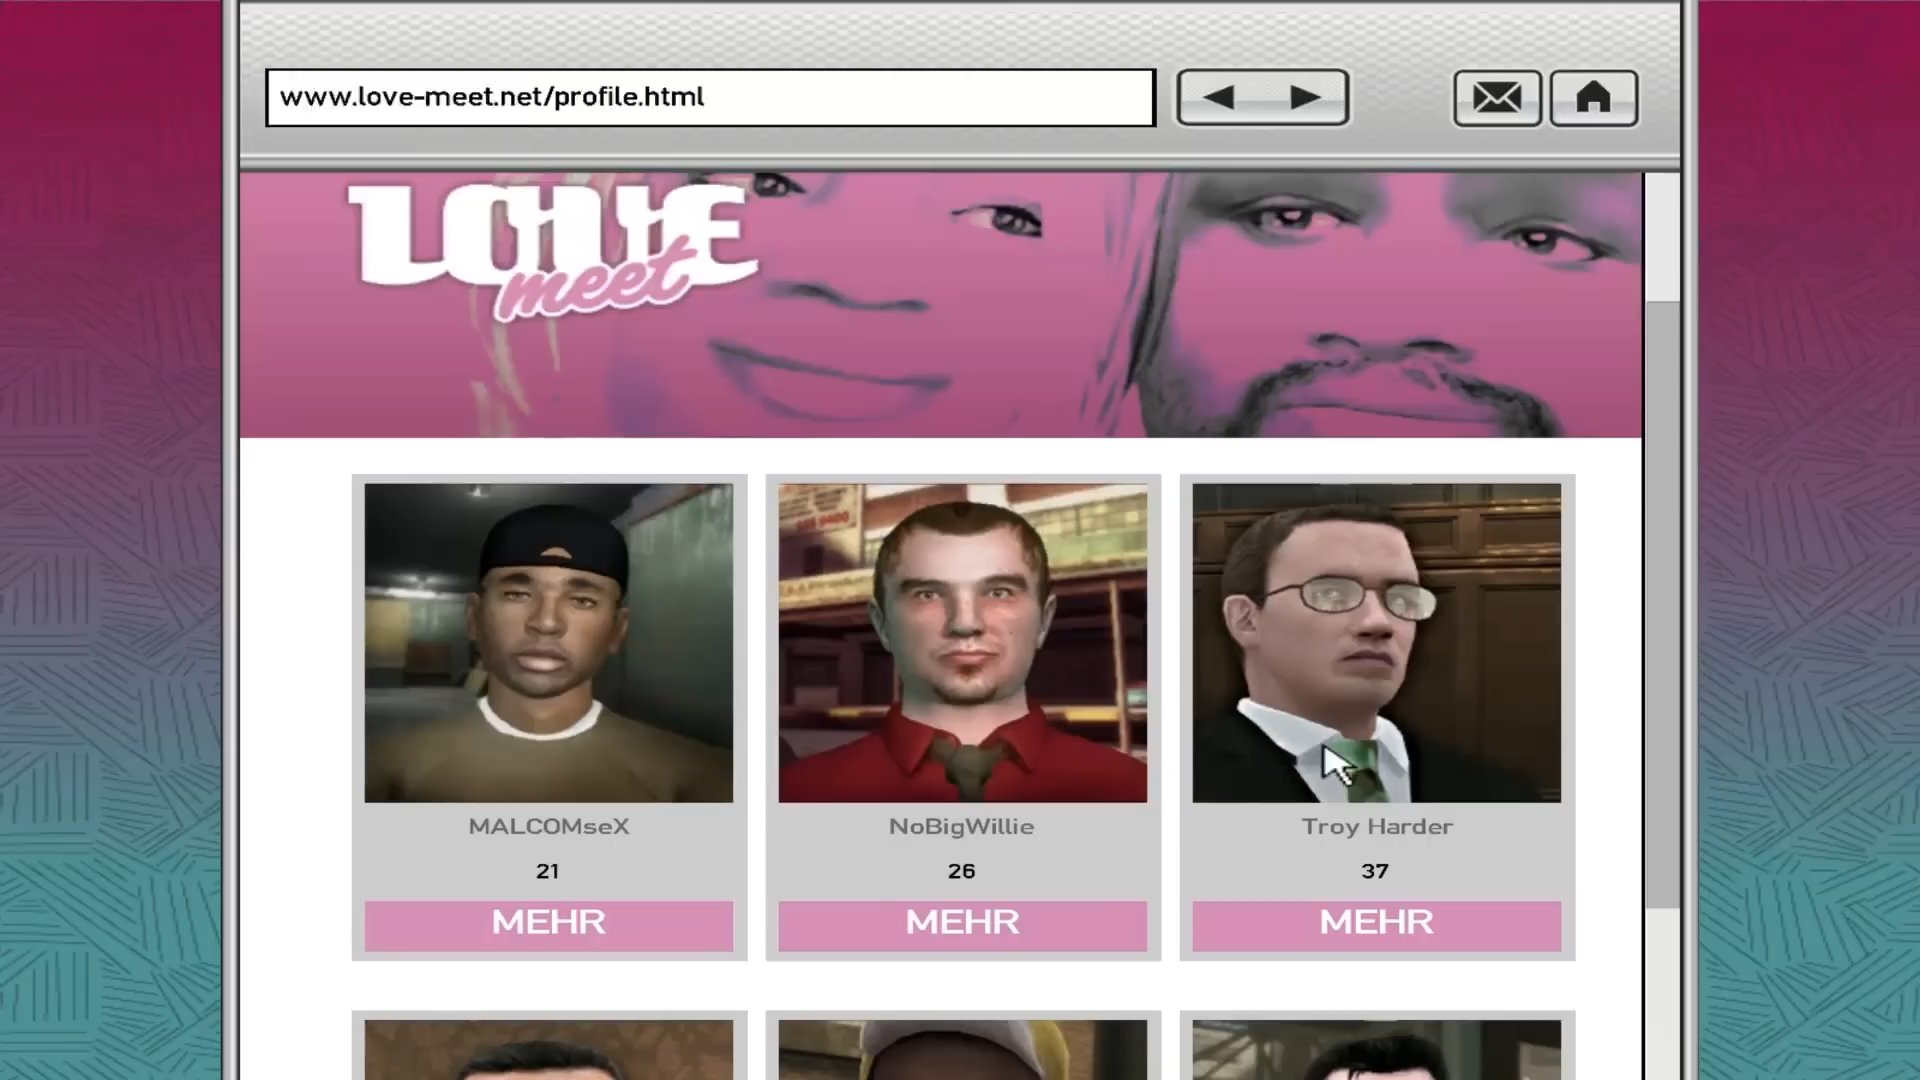 www.love-meet.net/profile.html
LOVE
meet
MALCOMseX
NoBigWillie
Troy Harder
21
26
37
MEHR
MEHR
MEHR